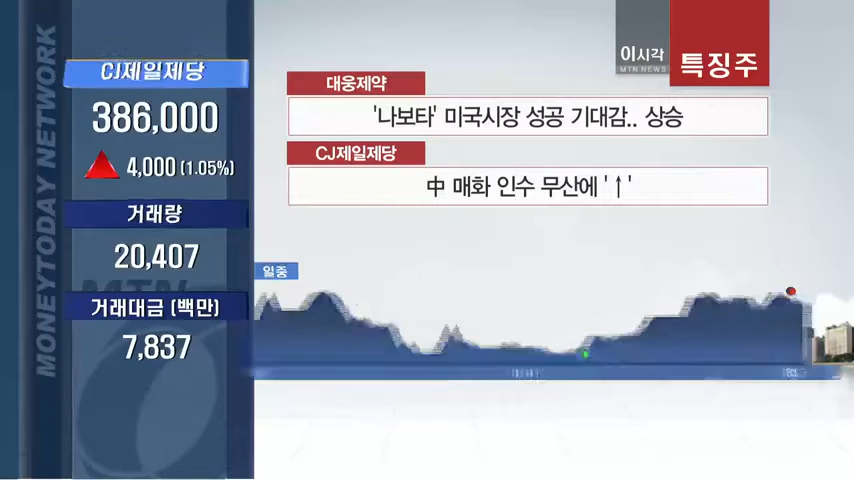 MONEYTODAY NETWORK
CJ제일제당
386,000
4,000 (1.05%)
거래량
20,407
거래대금 (백만)
7,837
이시각
MTN NEWS
특징주
대웅제약
'나보타' 미국시장 성공 기대감.. 상승
CJ제일제당
中 매화 인수 무산에 '↑'
일중
MTN